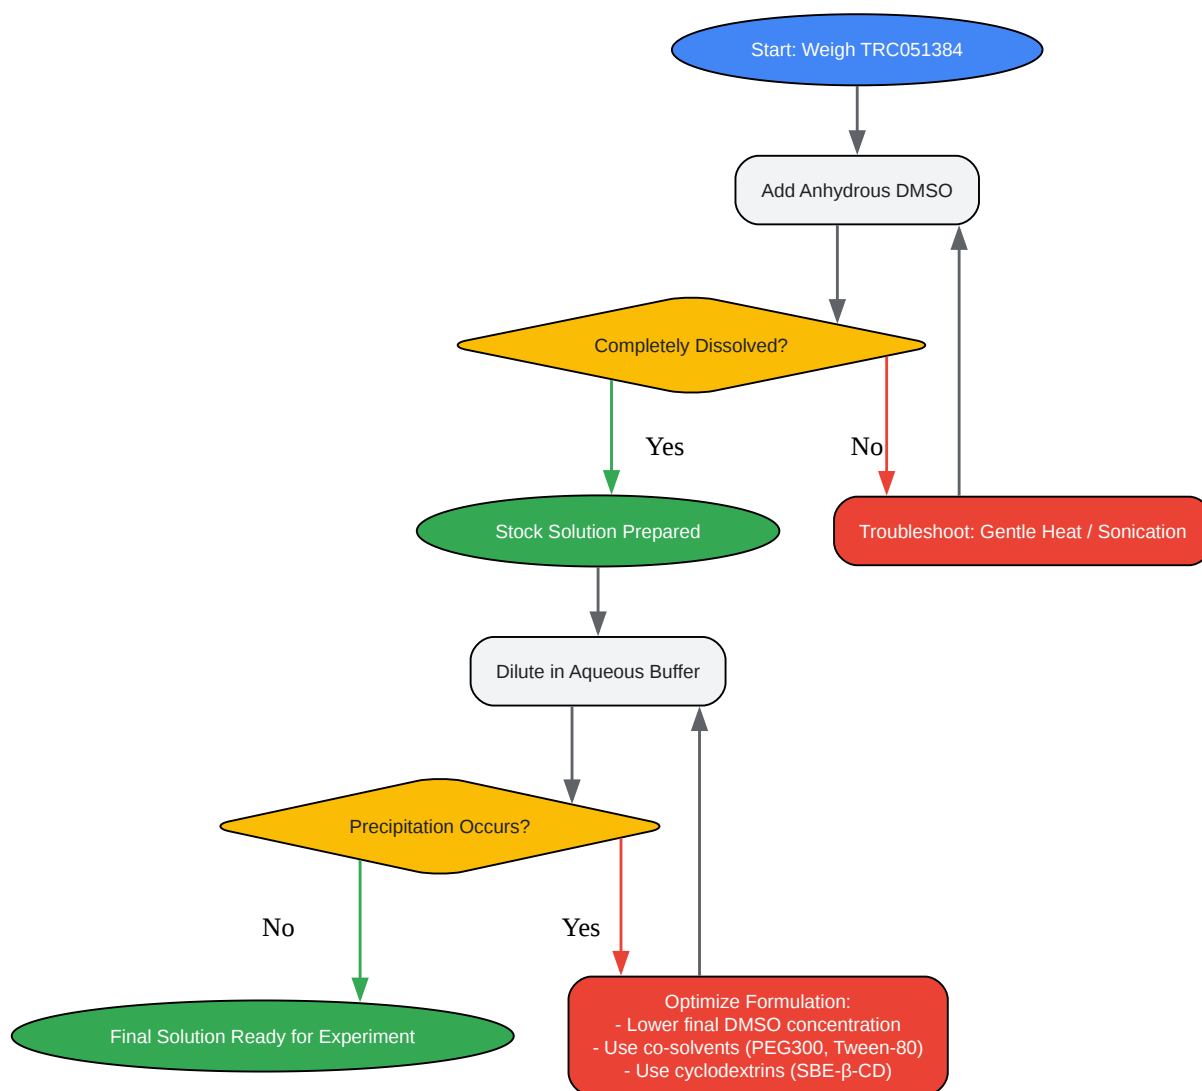 Start: Weigh TRC051384
Add Anhydrous DMSO
Completely Dissolved?
Yes
No
Stock Solution Prepared
Troubleshoot: Gentle Heat / Sonication
Dilute in Aqueous Buffer
Precipitation Occurs?
No
Yes
Final Solution Ready for Experiment
Optimize Formulation:
- Lower final DMSO concentration
- Use co-solvents (PEG300, Tween-80)
- Use cyclodextrins (SBE-β-CD)